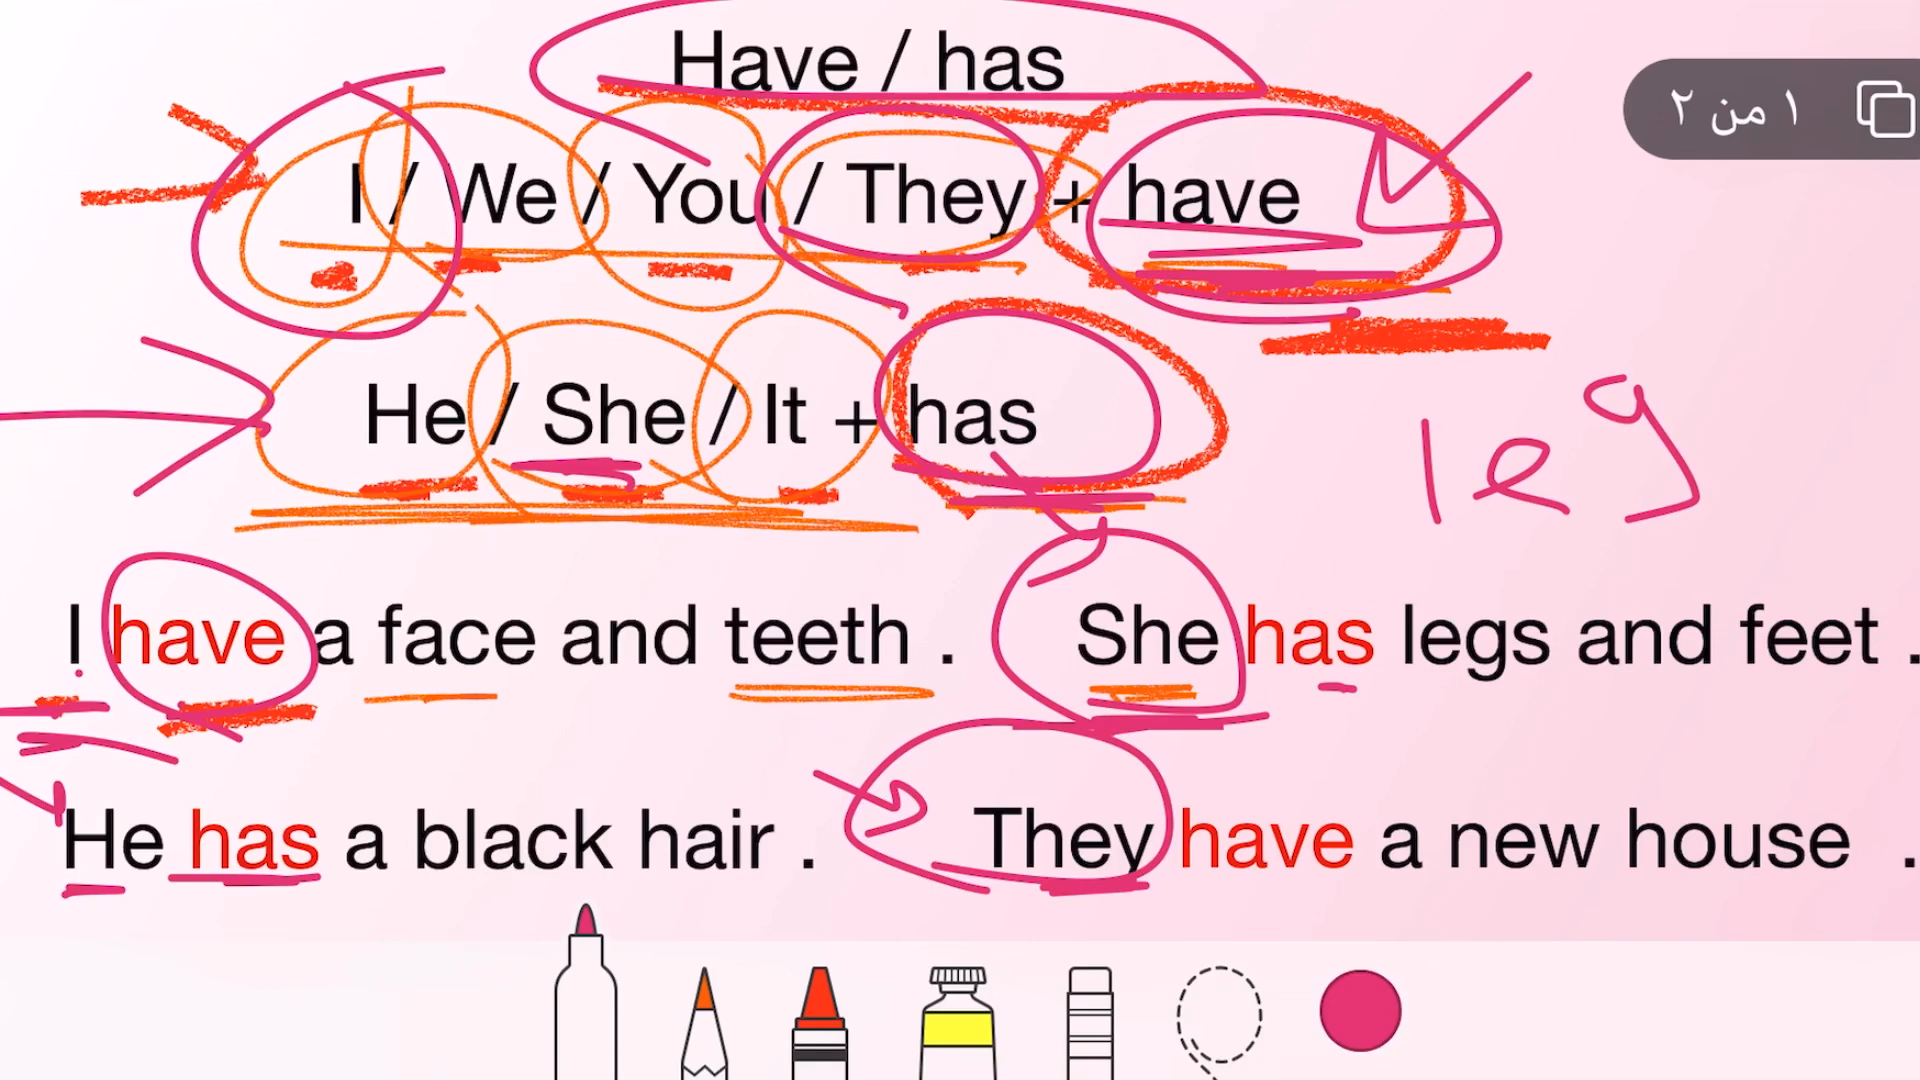 Have / has
١ من ٢
I / We / You / They + have
He / She / It + has
leg
I have a face and teeth .
She has legs and feet .
He has a black hair .
They have a new house .